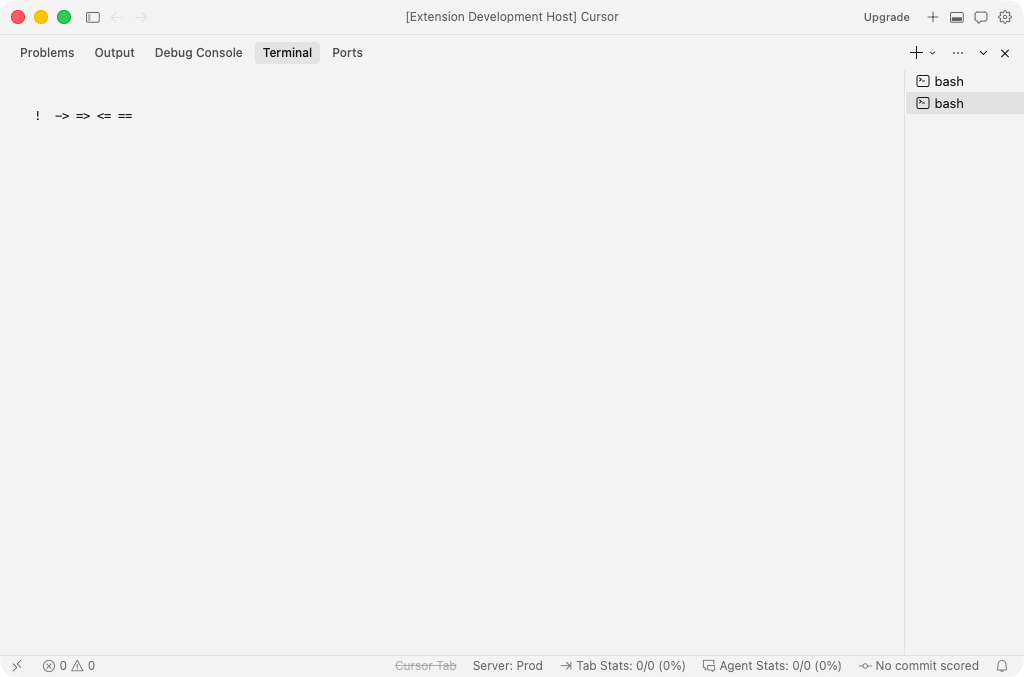 [Extension Development Host] Cursor
Upgrade
Problems Output Debug Console Terminal Ports
bash
bash
! -> => <= ==
0 0 Cursor Tab Server: Prod Tab Stats: 0/0 (0%) Agent Stats: 0/0 (0%) No commit scored